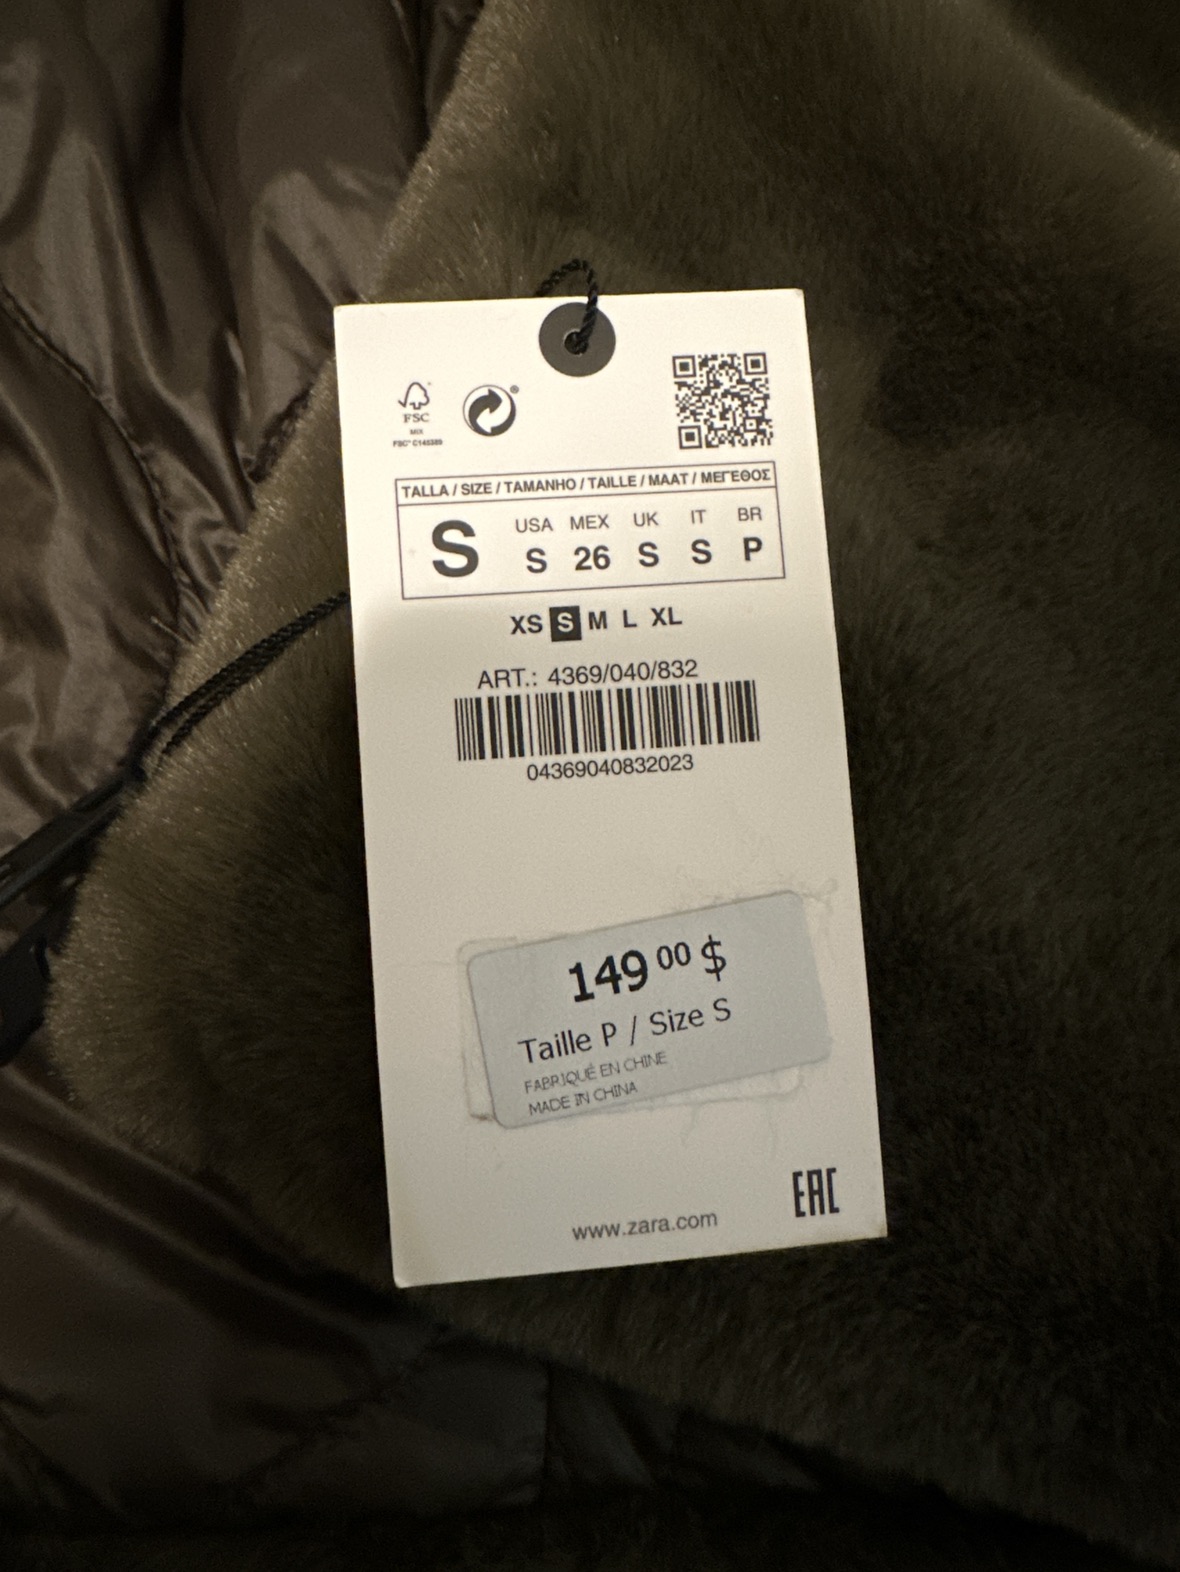 FSC
MIX
FSC® C145389
®
TALLA / SIZE / TAMANHO / TAILLE / MAAT / ΜΕΓΕΘΟΣ
S
USA MEX UK IT BR
S 26 S S P
XS S M L XL
ART.: 4369/040/832
04369040832023
149 00 $
Taille P / Size S
FABRIQUÉ EN CHINE
MADE IN CHINA
EAC
www.zara.com